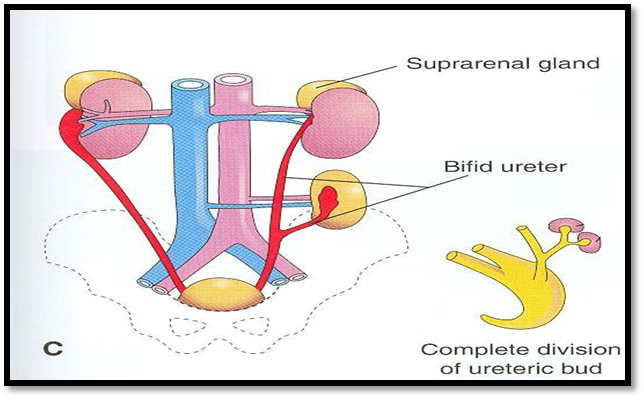 Suprarenal gland
Bifid ureter
C
Complete division
of ureteric bud